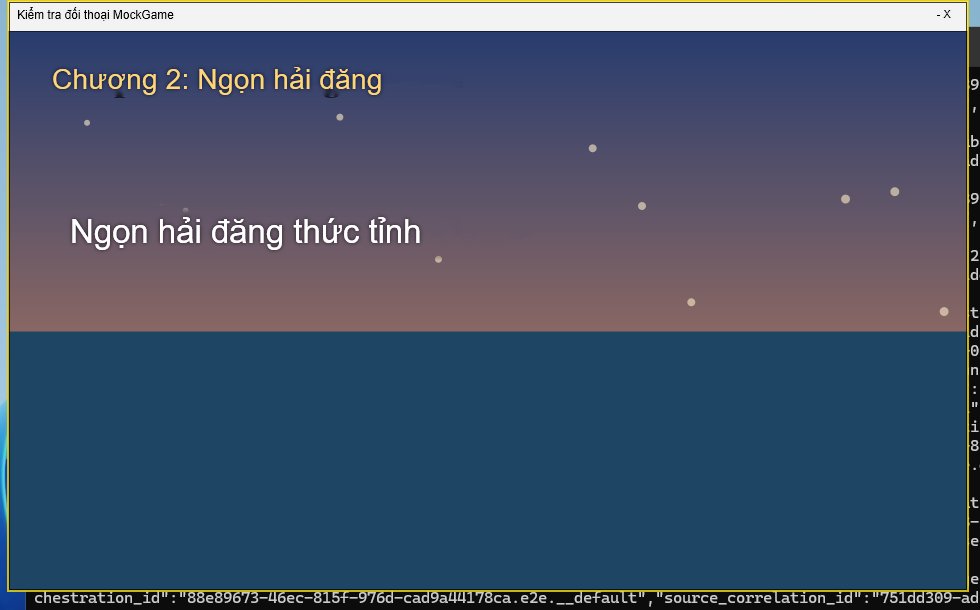 Kiểm tra đối thoại MockGame
- X
Chương 2: Ngọn hải đăng
Ngọn hải đăng thức tỉnh
chestration_id":"88e89673-46ec-815f-976d-cad9a44178ca.e2e.__default","source_correlation_id":"751dd309-ae